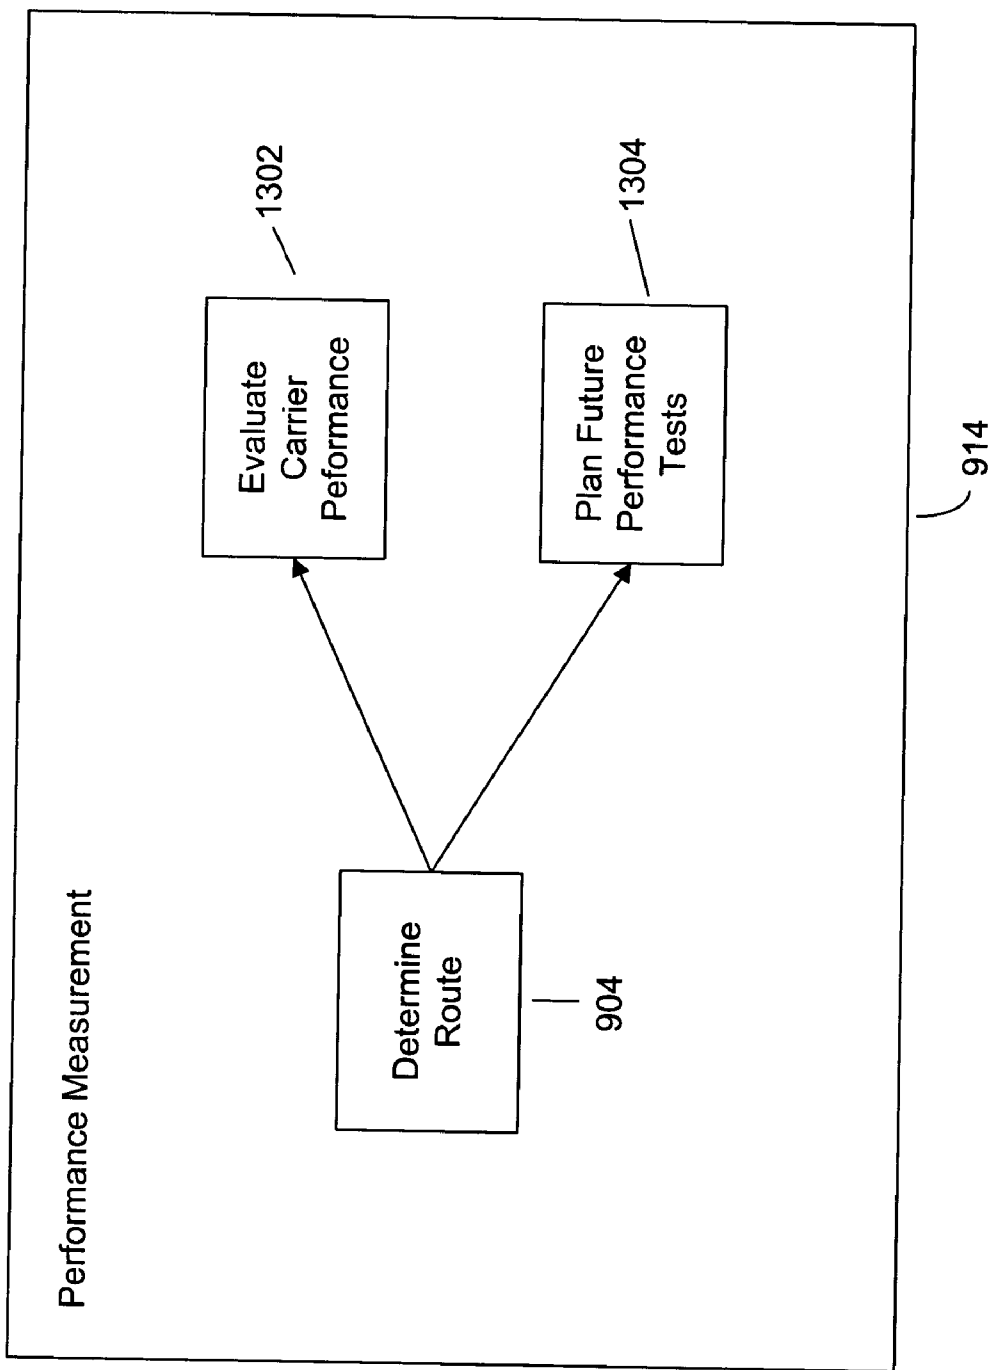 Performance Measurement
Determine
Route
904
Evaluate
Carrier
Peformance
1302
Plan Future
Performance
Tests
1304
914